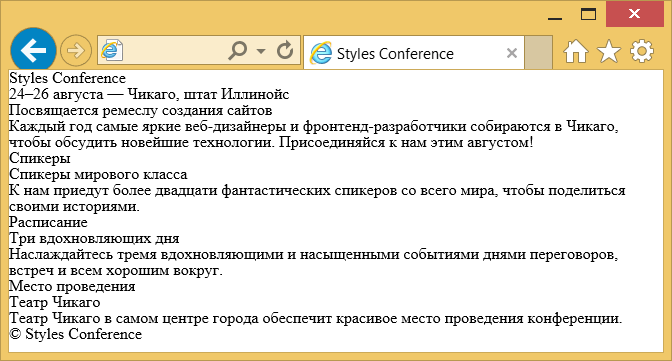 Styles Conference
Styles Conference
24–26 августа — Чикаго, штат Иллинойс
Посвящается ремеслу создания сайтов
Каждый год самые яркие веб-дизайнеры и фронтенд-разработчики собираются в Чикаго,
чтобы обсудить новейшие технологии. Присоединяйся к нам этим августом!
Спикеры
Спикеры мирового класса
К нам приедут более двадцати фантастических спикеров со всего мира, чтобы поделиться
своими историями.
Расписание
Три вдохновляющих дня
Наслаждайтесь тремя вдохновляющими и насыщенными событиями днями переговоров,
встреч и всем хорошим вокруг.
Место проведения
Театр Чикаго
Театр Чикаго в самом центре города обеспечит красивое место проведения конференции.
© Styles Conference